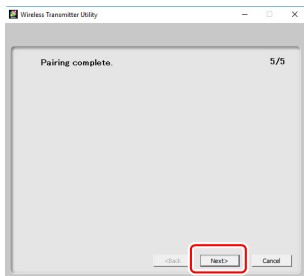 Wireless Transmitter Utility
Pairing complete. 5/5
<Back Next> Cancel